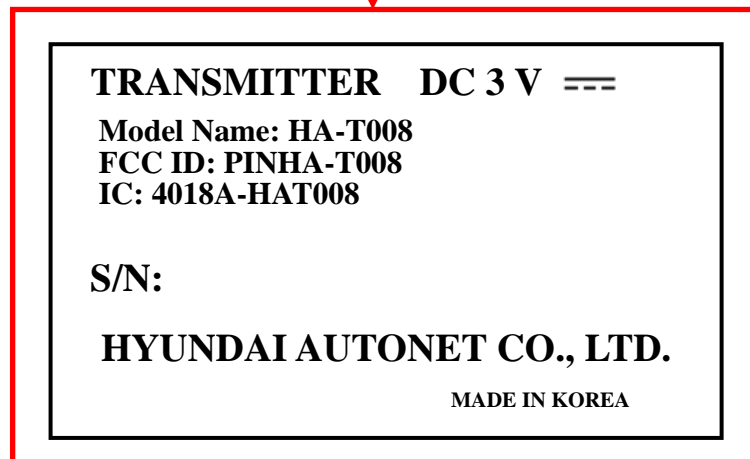 TRANSMITTER DC 3 V ⎓
Model Name: HA-T008
FCC ID: PINHA-T008
IC: 4018A-HAT008
S/N:
HYUNDAI AUTONET CO., LTD.
MADE IN KOREA